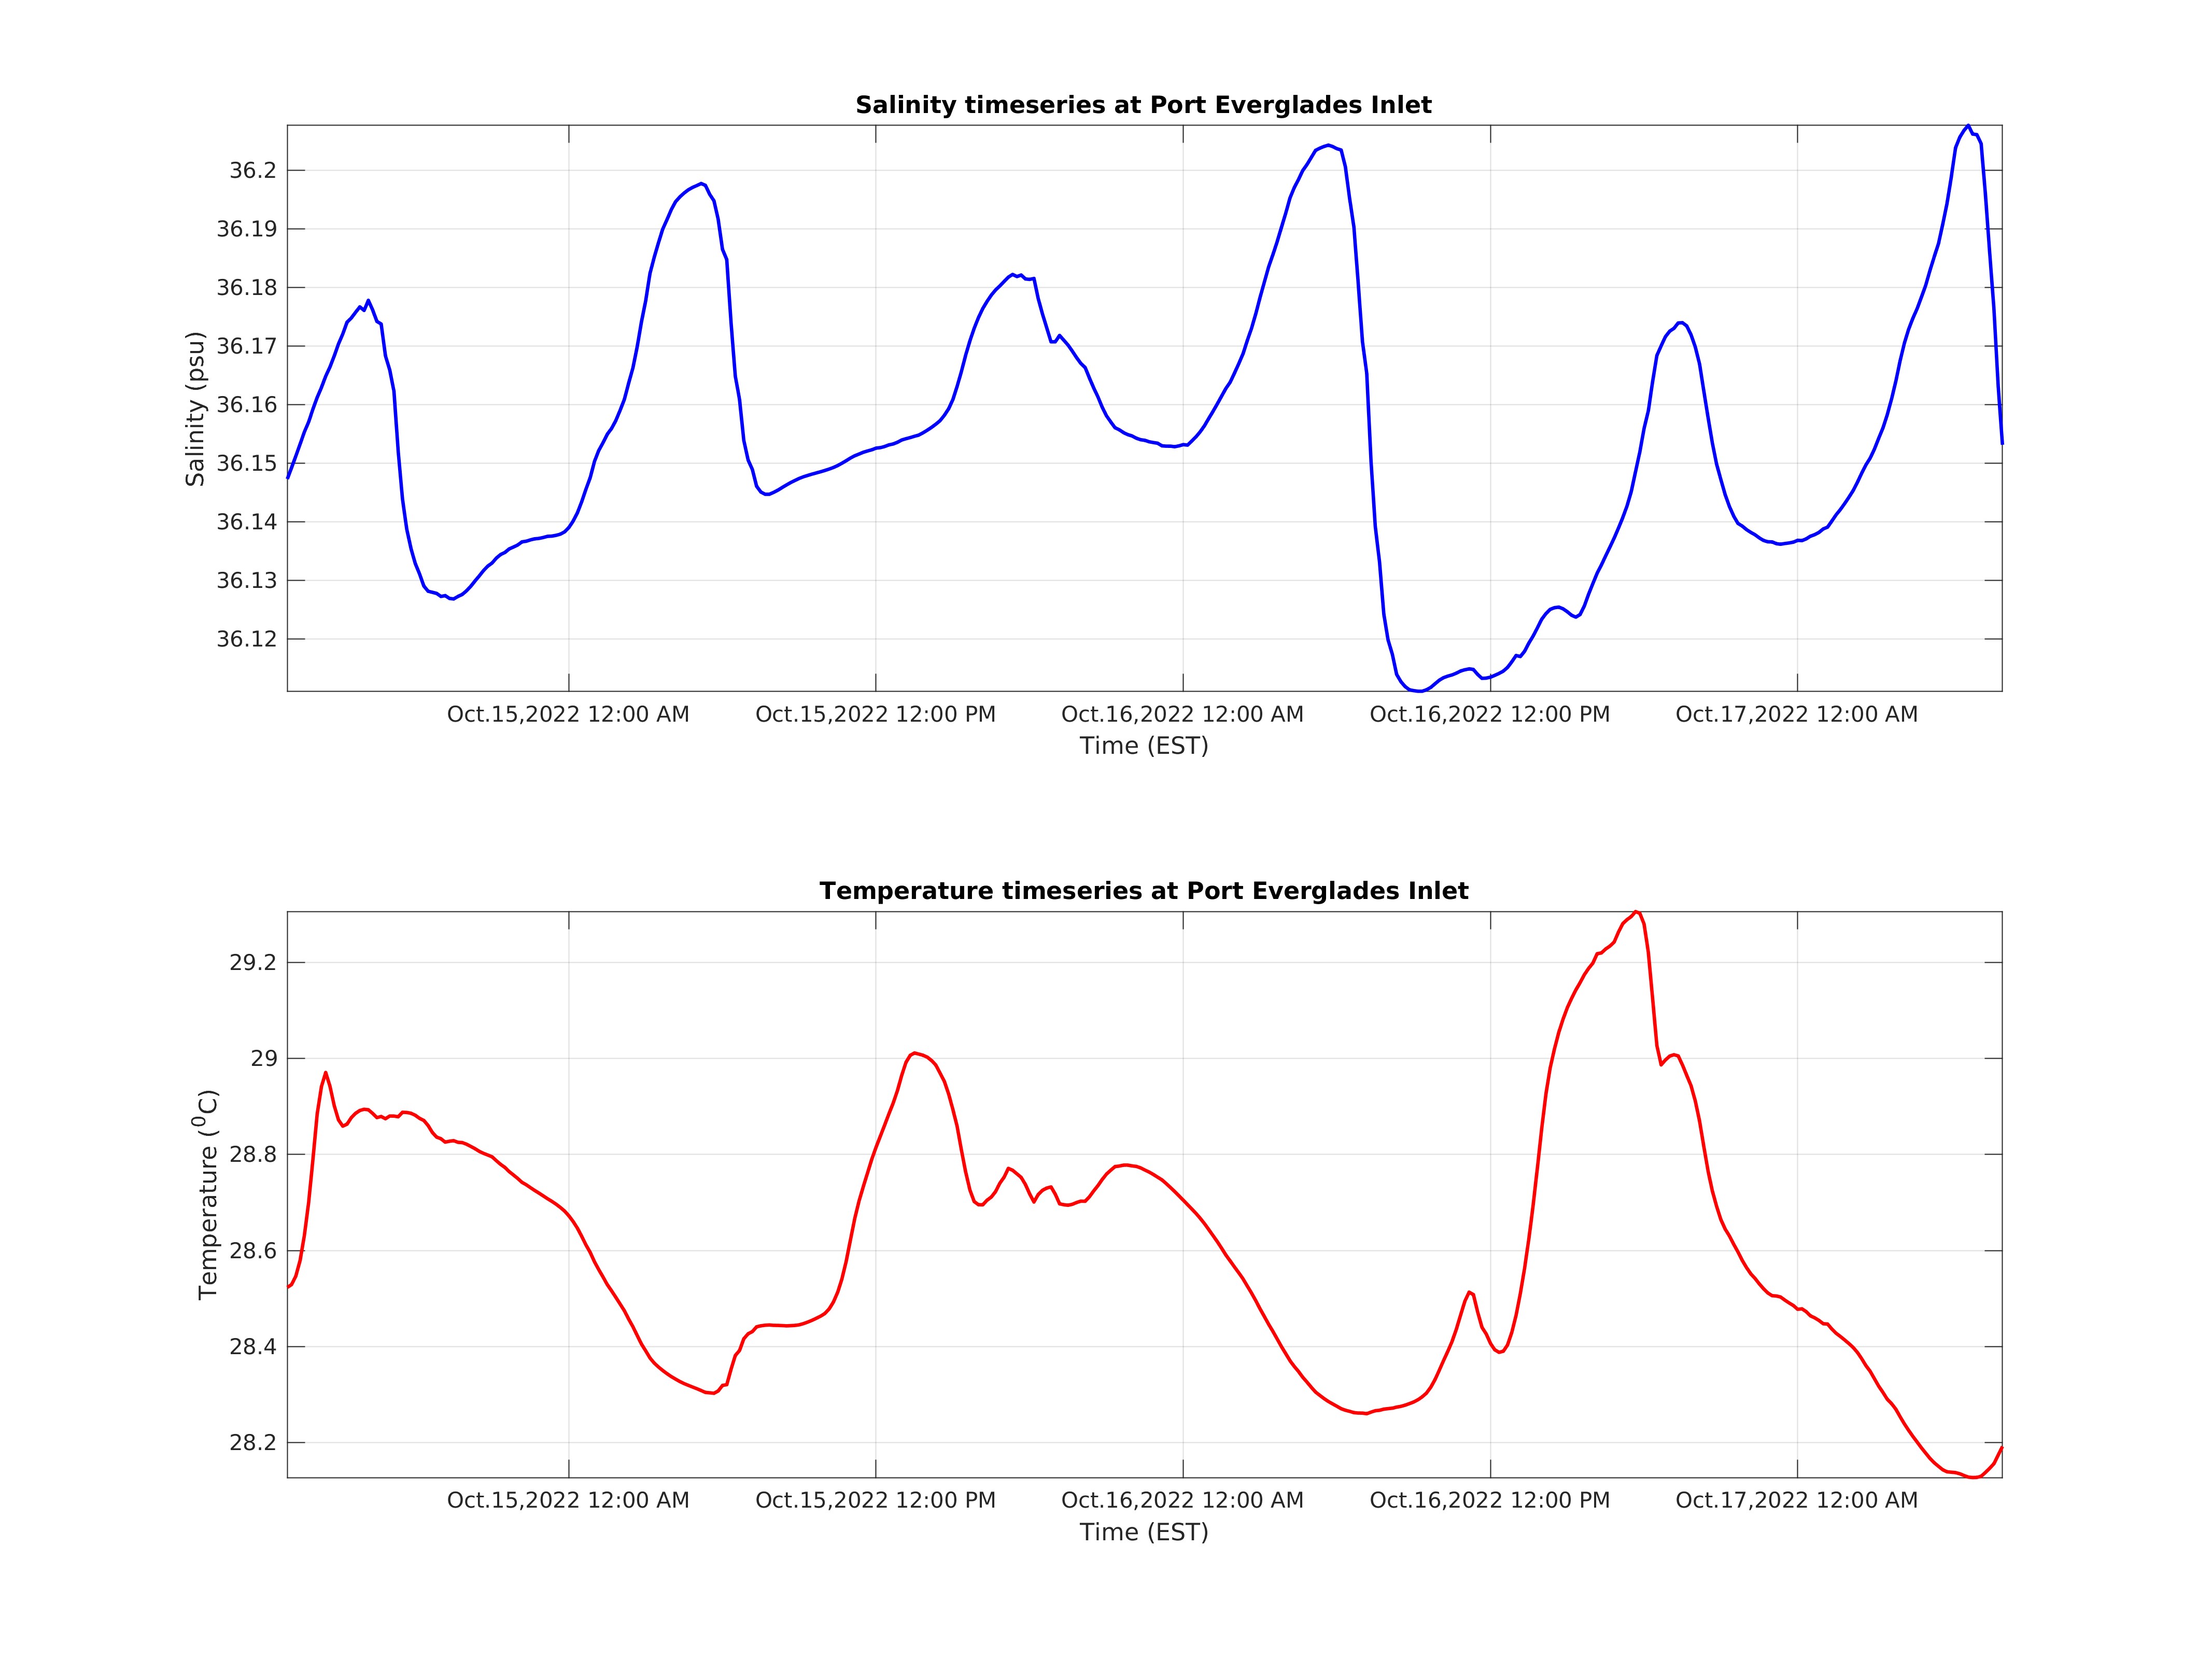 Salinity timeseries at Port Everglades Inlet
36.2
36.19
36.18
36.17
36.16
36.15
36.14
36.13
36.12
Salinity (psu)
Oct.15,2022 12:00 AM
Oct.15,2022 12:00 PM
Oct.16,2022 12:00 AM
Oct.16,2022 12:00 PM
Oct.17,2022 12:00 AM
Time (EST)
Temperature timeseries at Port Everglades Inlet
29.2
29
28.8
28.6
28.4
28.2
Temperature (⁰C)
Oct.15,2022 12:00 AM
Oct.15,2022 12:00 PM
Oct.16,2022 12:00 AM
Oct.16,2022 12:00 PM
Oct.17,2022 12:00 AM
Time (EST)